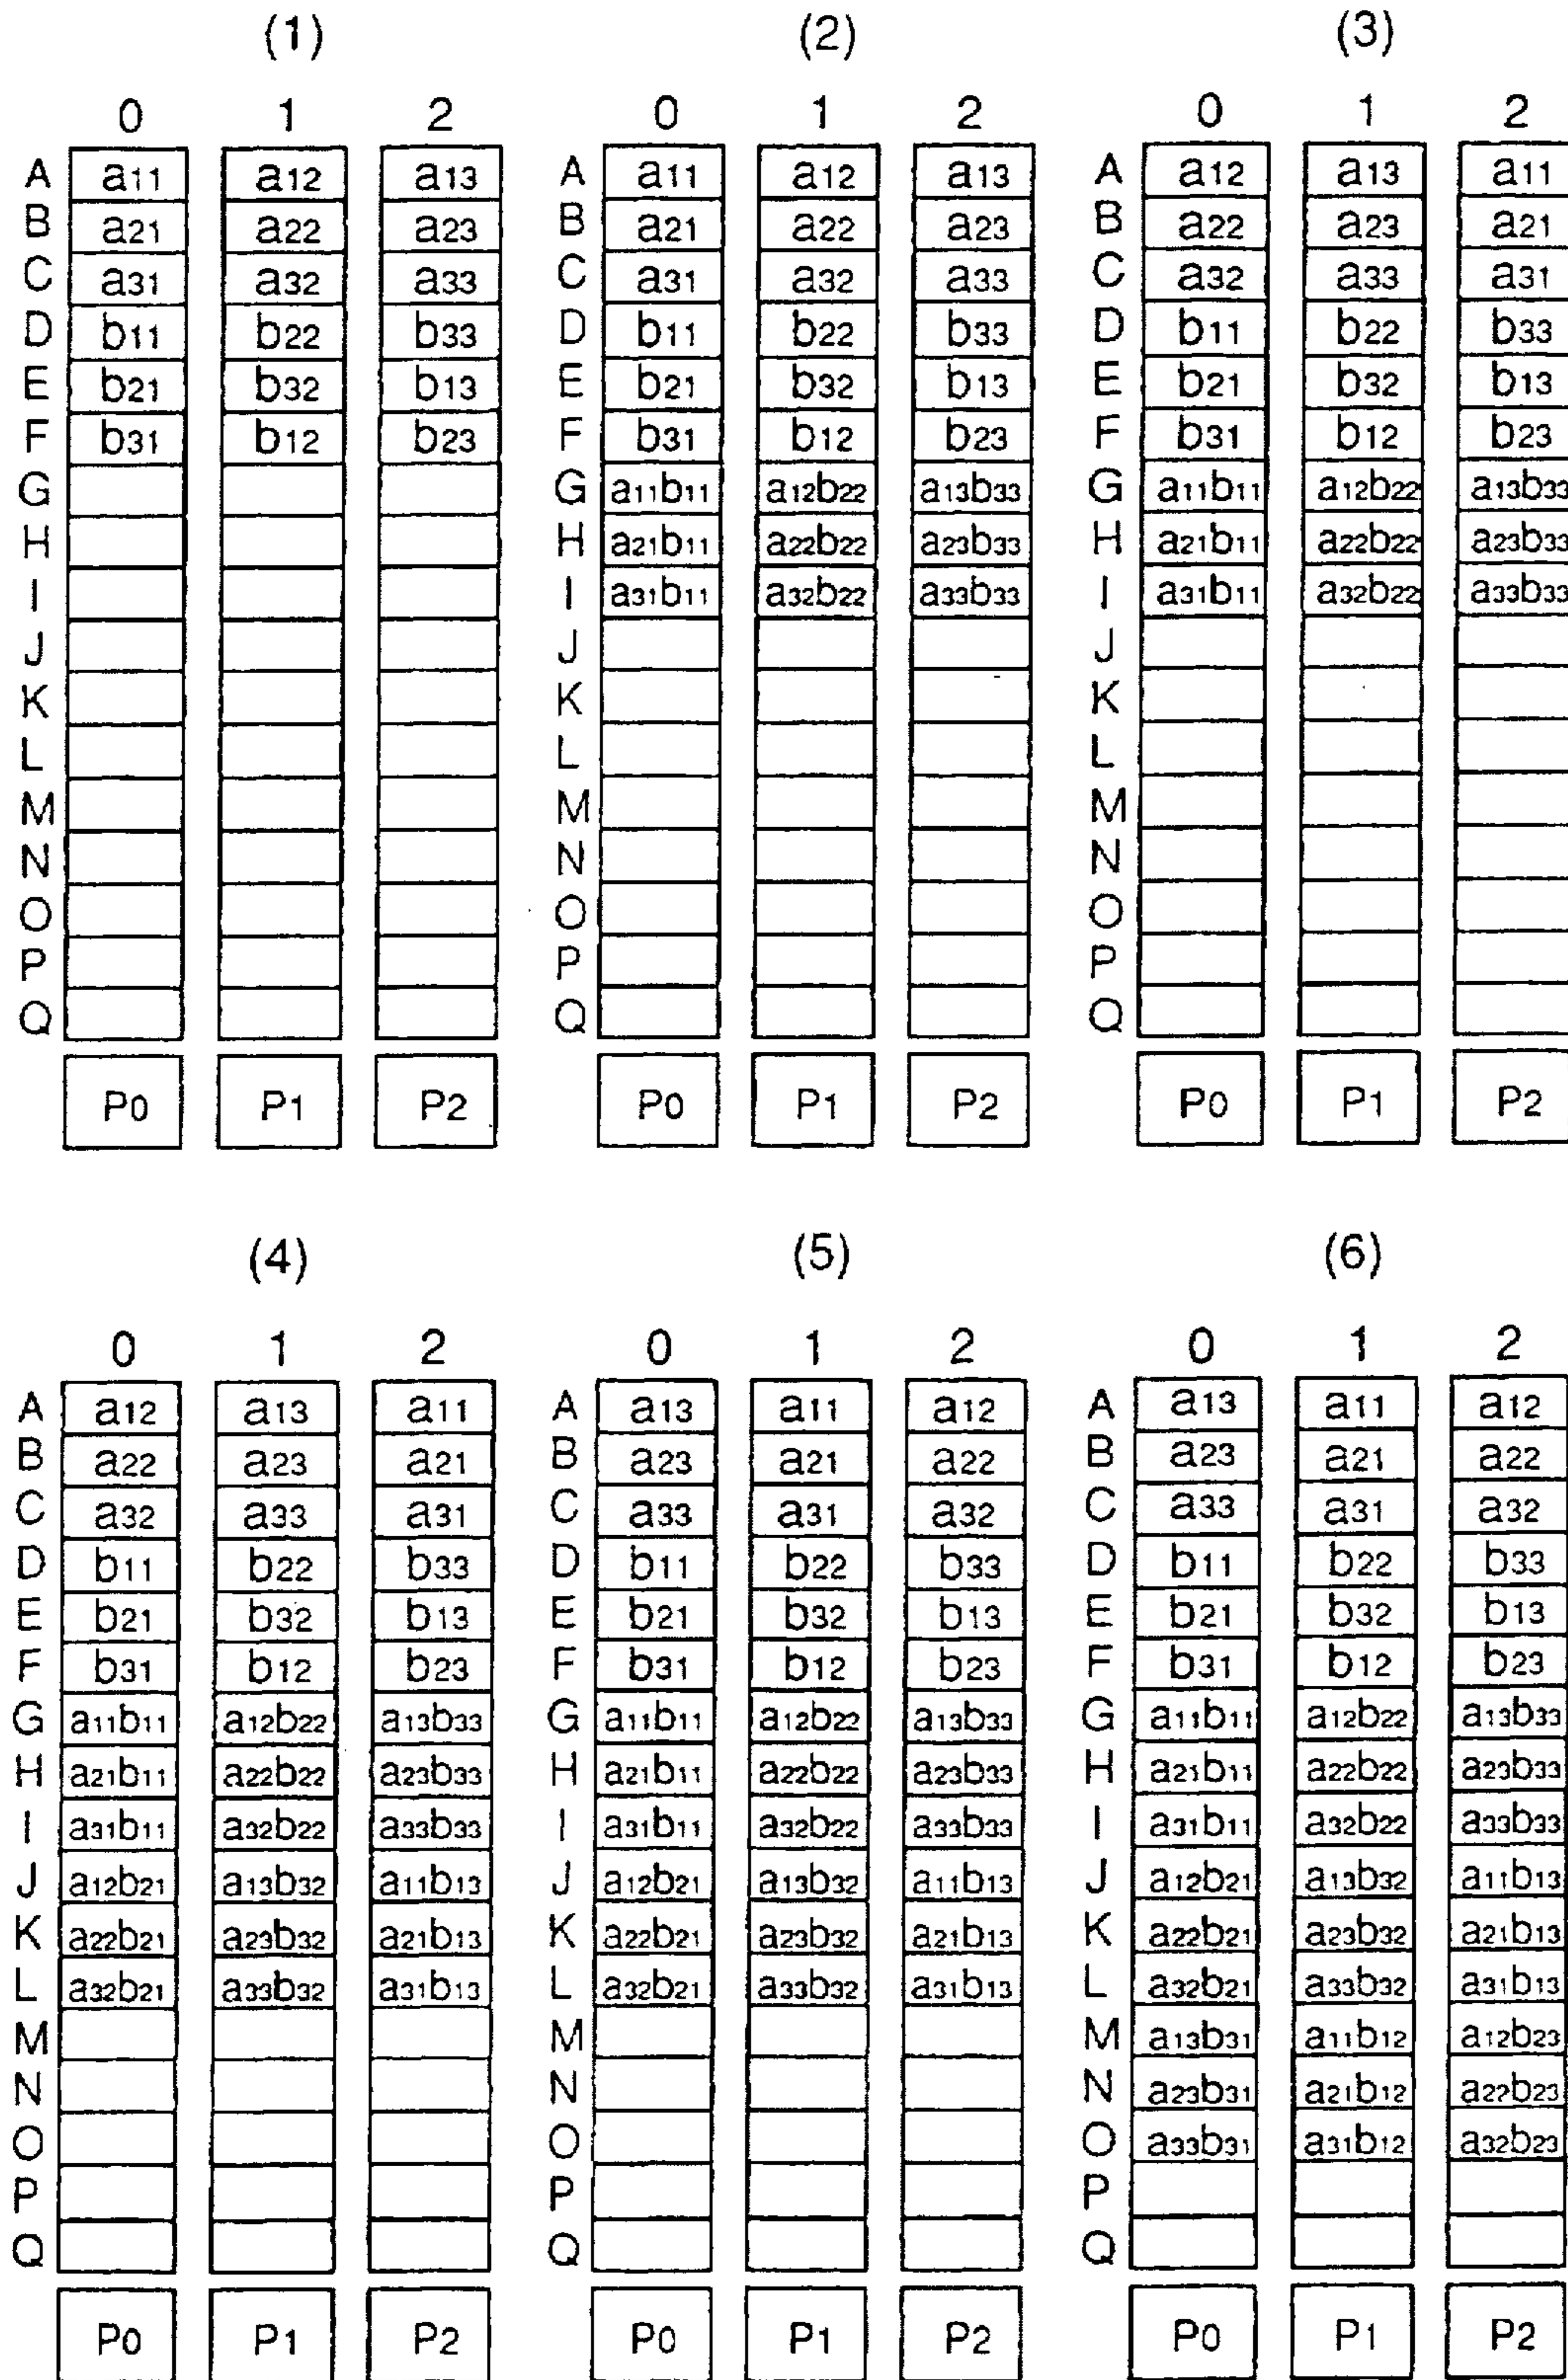 (1) (2) (3)
0 1 2 0 1 2 0 1 2
A a11 a12 a13 A a11 a12 a13 A a12 a13 a11
B a21 a22 a23 B a21 a22 a23 B a22 a23 a21
C a31 a32 a33 C a31 a32 a33 C a32 a33 a31
D b11 b22 b33 D b11 b22 b33 D b11 b22 b33
E b21 b32 b13 E b21 b32 b13 E b21 b32 b13
F b31 b12 b23 F b31 b12 b23 F b31 b12 b23
G G a11b11 a12b22 a13b33 G a11b11 a12b22 a13b33
H H a21b11 a22b22 a23b33 H a21b11 a22b22 a23b33
I I a31b11 a32b22 a33b33 I a31b11 a32b22 a33b33
J J J
K K K
L L L
M M M
N N N
O O O
P P P
Q Q Q
P0 P1 P2 P0 P1 P2 P0 P1 P2
(4) (5) (6)
0 1 2 0 1 2 0 1 2
A a12 a13 a11 A a13 a11 a12 A a13 a11 a12
B a22 a23 a21 B a23 a21 a22 B a23 a21 a22
C a32 a33 a31 C a33 a31 a32 C a33 a31 a32
D b11 b22 b33 D b11 b22 b33 D b11 b22 b33
E b21 b32 b13 E b21 b32 b13 E b21 b32 b13
F b31 b12 b23 F b31 b12 b23 F b31 b12 b23
G a11b11 a12b22 a13b33 G a11b11 a12b22 a13b33 G a11b11 a12b22 a13b33
H a21b11 a22b22 a23b33 H a21b11 a22b22 a23b33 H a21b11 a22b22 a23b33
I a31b11 a32b22 a33b33 I a31b11 a32b22 a33b33 I a31b11 a32b22 a33b33
J a12b21 a13b32 a11b13 J a12b21 a13b32 a11b13 J a12b21 a13b32 a11b13
K a22b21 a23b32 a21b13 K a22b21 a23b32 a21b13 K a22b21 a23b32 a21b13
L a32b21 a33b32 a31b13 L a32b21 a33b32 a31b13 L a32b21 a33b32 a31b13
M M M a13b31 a11b12 a12b23
N N N a23b31 a21b12 a22b23
O O O a33b31 a31b12 a32b23
P P P
Q Q Q
P0 P1 P2 P0 P1 P2 P0 P1 P2